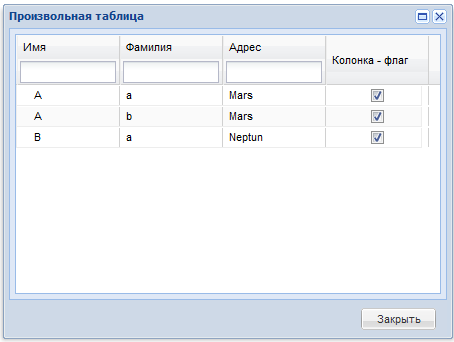 Произвольная таблица
Имя Фамилия Адрес Колонка - флаг
A a Mars
A b Mars
B a Neptun
Закрыть